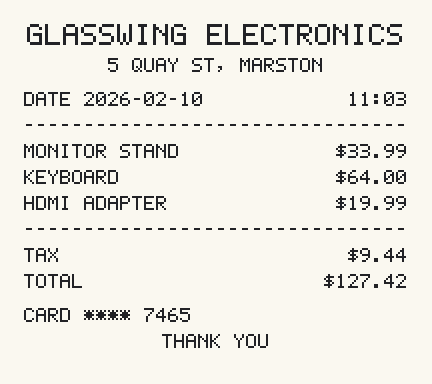 GLASSWING ELECTRONICS
5 QUAY ST, MARSTON
DATE 2026-02-10 11:03
--------------------------------
MONITOR STAND $33.99
KEYBOARD $64.00
HDMI ADAPTER $19.99
--------------------------------
TAX $9.44
TOTAL $127.42
CARD **** 7465
THANK YOU